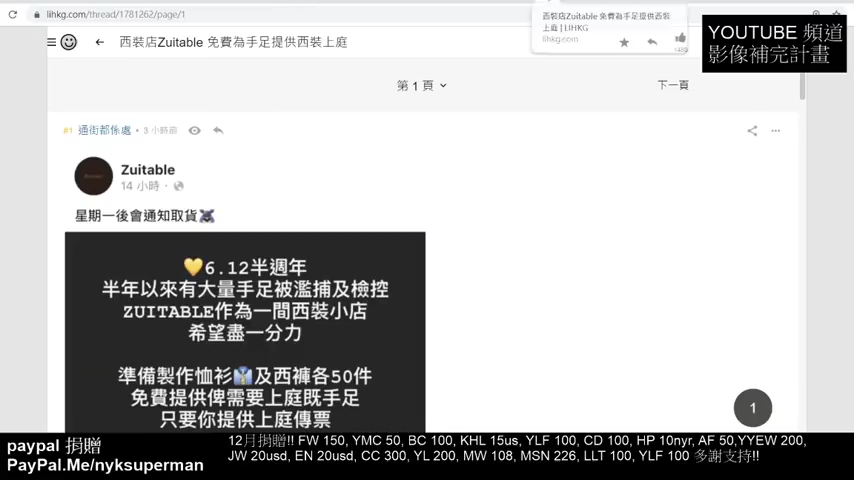 lihkg.com/thread/1781262/page/1
西裝店Zuitable 免費為手足提供西裝上庭
西裝店Zuitable 免費為手足提供西裝
上庭 | LIHKG
lihkg.com
YOUTUBE 頻道
影像補完計畫
第 1 頁
下一頁
#1 通街都係處 • 3 小時前
Zuitable
14 小時 ·
星期一後會通知取貨
💛6.12半週年
半年以來有大量手足被濫捕及檢控
ZUITABLE作為一間西裝小店
希望盡一分力
準備製作恤衫👔及西褲各50件
免費提供俾需要上庭既手足
只要你提供上庭傳票
1
paypal 捐贈
PayPal.Me/nyksuperman
12月捐贈!! FW 150, YMC 50, BC 100, KHL 15us, YLF 100, CD 100, HP 10nyr, AF 50,YYEW 200,
JW 20usd, EN 20usd, CC 300, YL 200, MW 108, MSN 226, LLT 100, YLF 100 多謝支持!!